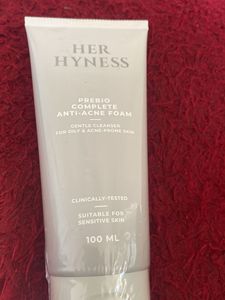 HER
HYNESS
PREBIO
COMPLETE
ANTI-ACNE FOAM
GENTLE CLEANSER
FOR OILY & ACNE-PRONE SKIN
CLINICALLY-TESTED
SUITABLE FOR
SENSITIVE SKIN
100 ML